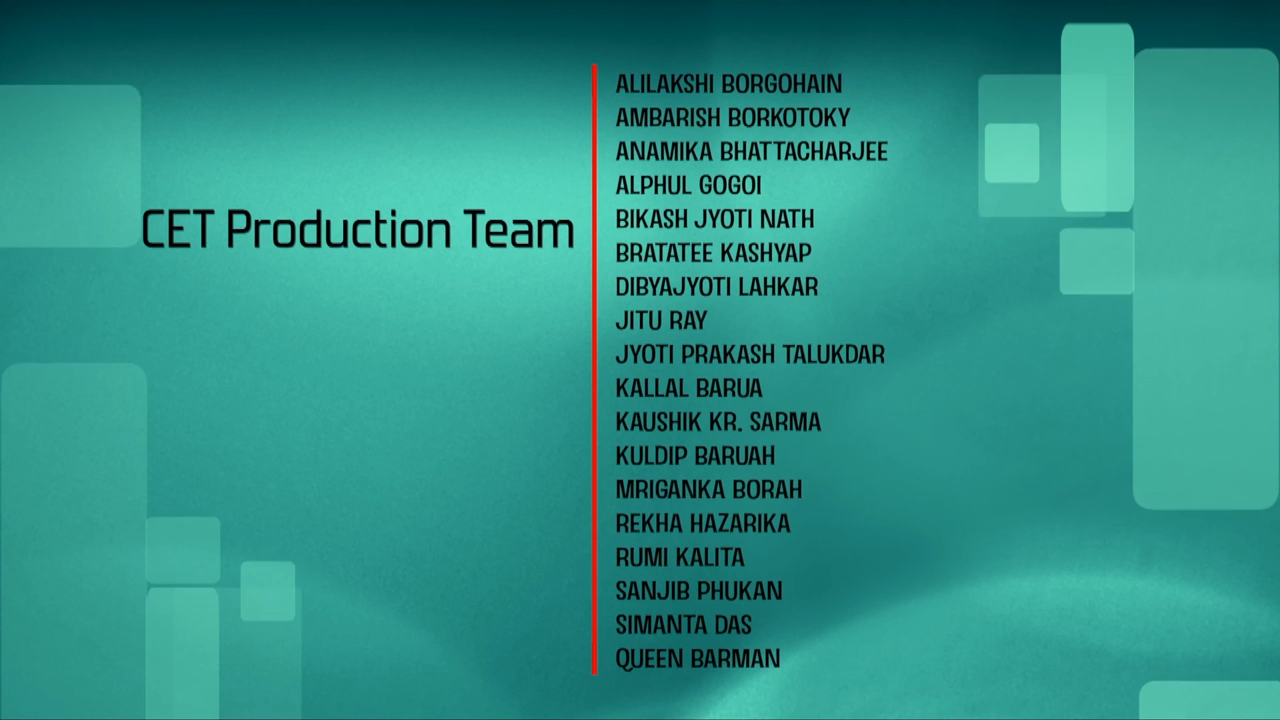 CET Production Team
ALILAKSHI BORGOHAIN
AMBARISH BORKOTOKY
ANAMIKA BHATTACHARJEE
ALPHUL GOGOI
BIKASH JYOTI NATH
BRATATEE KASHYAP
DIBYAJYOTI LAHKAR
JITU RAY
JYOTI PRAKASH TALUKDAR
KALLAL BARUA
KAUSHIK KR. SARMA
KULDIP BARUAH
MRIGANKA BORAH
REKHA HAZARIKA
RUMI KALITA
SANJIB PHUKAN
SIMANTA DAS
QUEEN BARMAN